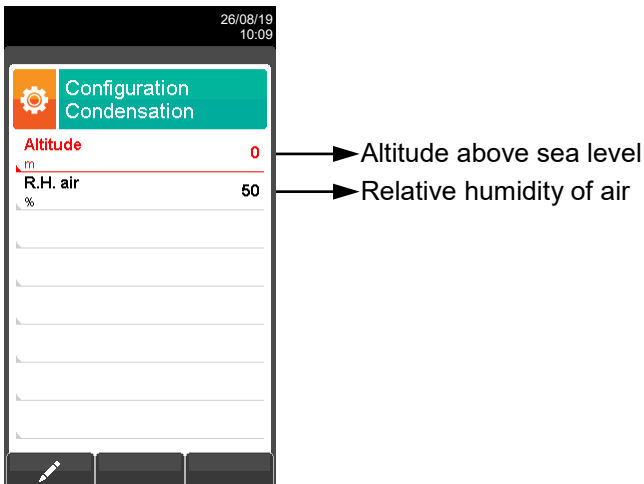 26/08/19
10:09
Configuration
Condensation
Altitude
0
m
Altitude above sea level
R.H. air
50
%
Relative humidity of air